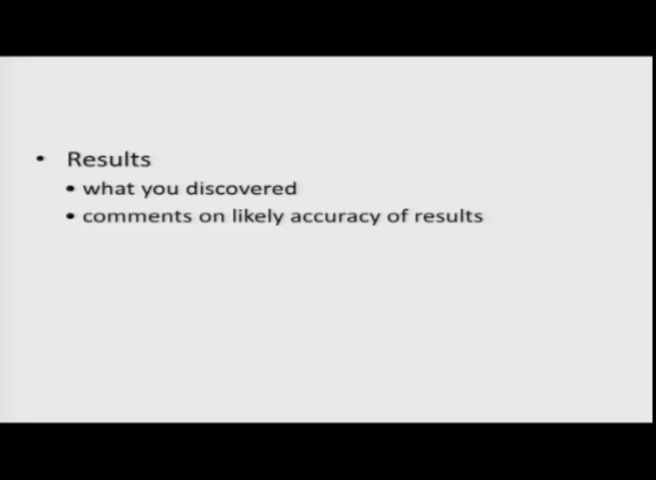 • Results
• what you discovered
• comments on likely accuracy of results